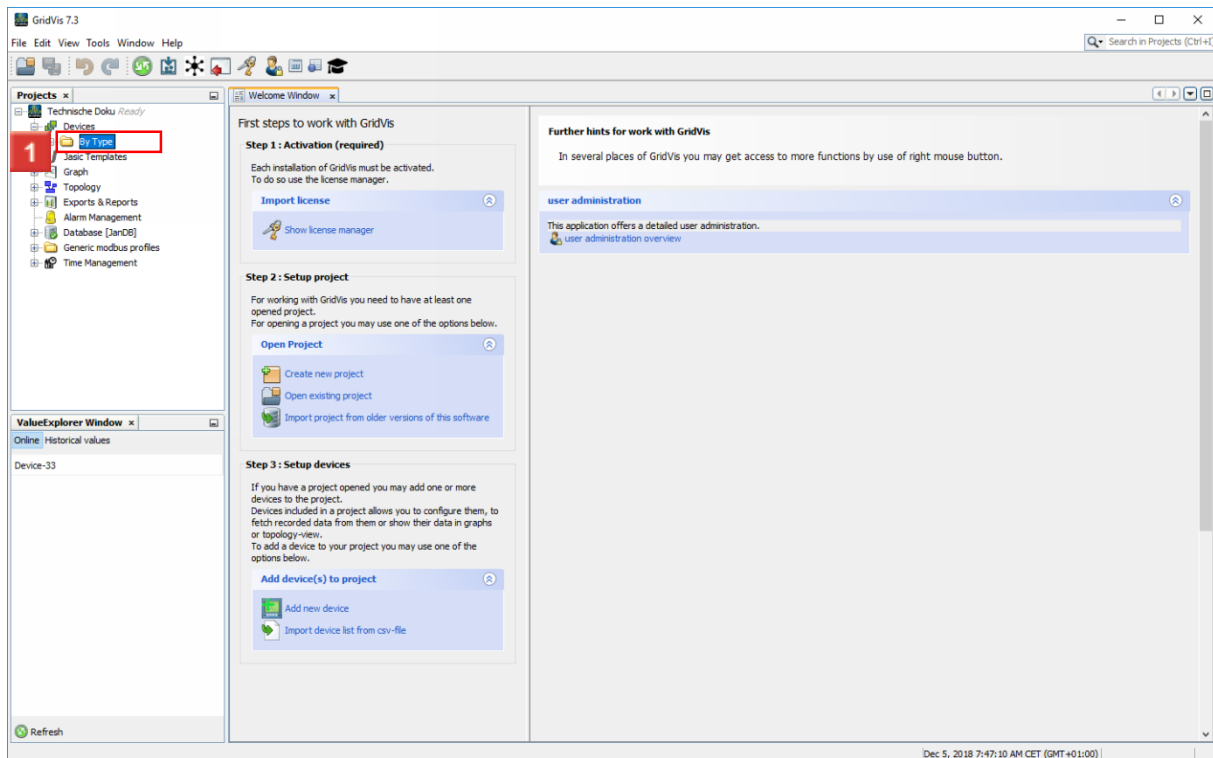 GridVis 7.3
File Edit View Tools Window Help
Search in Projects (Ctrl+I)
Projects
Technische Doku Ready
Devices
1
By Type
Jasic Templates
Graph
Topology
Exports & Reports
Alarm Management
Database [JanDB]
Generic modbus profiles
Time Management
ValueExplorer Window
Online Historical values
Device-33
Refresh
Welcome Window
First steps to work with GridVis
Step 1 : Activation (required)
Each installation of GridVis must be activated.
To do so use the license manager.
Import license
Show license manager
Step 2 : Setup project
For working with GridVis you need to have at least one
opened project.
For opening a project you may use one of the options below.
Open Project
Create new project
Open existing project
Import project from older versions of this software
Step 3 : Setup devices
If you have a project opened you may add one or more
devices to the project.
Devices included in a project allows you to configure them, to
fetch recorded data from them or show their data in graphs
or topology-view.
To add a device to your project you may use one of the
options below.
Add device(s) to project
Add new device
Import device list from csv-file
Further hints for work with GridVis
In several places of GridVis you may get access to more functions by use of right mouse button.
user administration
This application offers a detailed user administration.
user administration overview
Dec 5, 2018 7:47:10 AM CET (GMT+01:00)